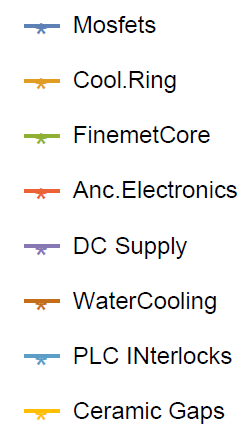 Mosfets
Cool.Ring
FinemetCore
Anc.Electronics
DC Supply
WaterCooling
PLC INterlocks
Ceramic Gaps